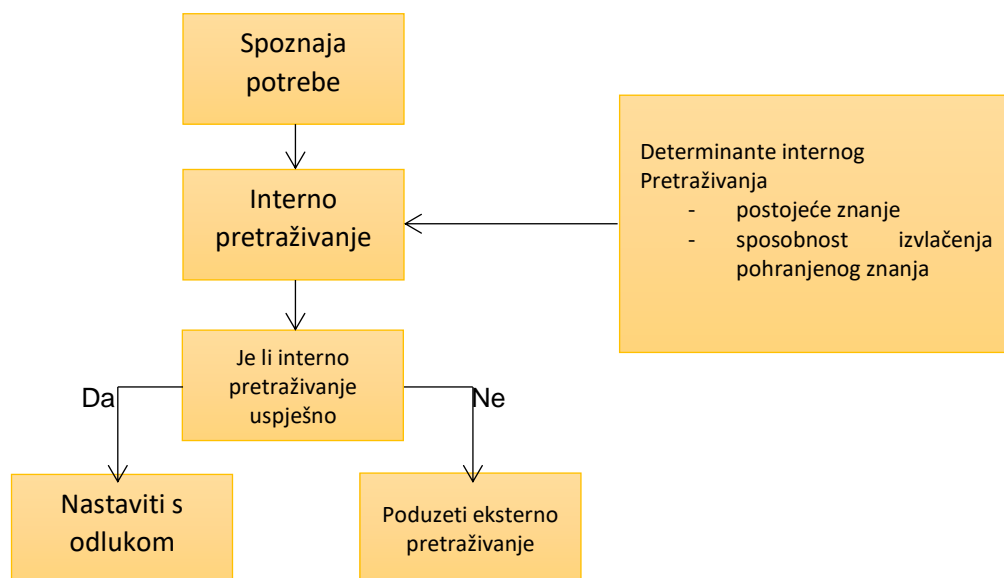 Spoznaja
potrebe
Interno
pretraživanje
Determinante internog
Pretraživanja
- postojeće znanje
- sposobnost izvlačenja
pohranjenog znanja
Je li interno
pretraživanje
uspješno
Da
Ne
Nastaviti s
odlukom
Poduzeti eksterno
pretraživanje